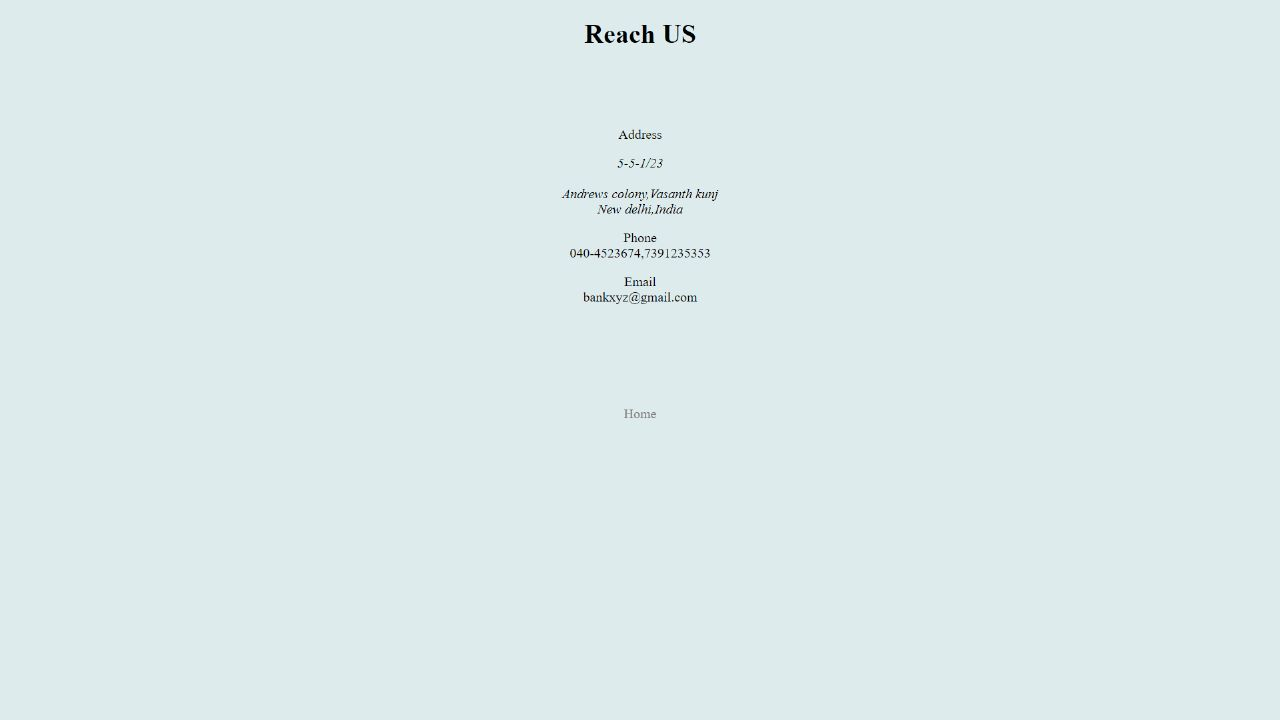 Reach US
Address
5-5-1/23
Andrews colony,Vasanth kunj
New delhi,India
Phone
040-4523674,7391235353
Email
bankxyz@gmail.com
Home